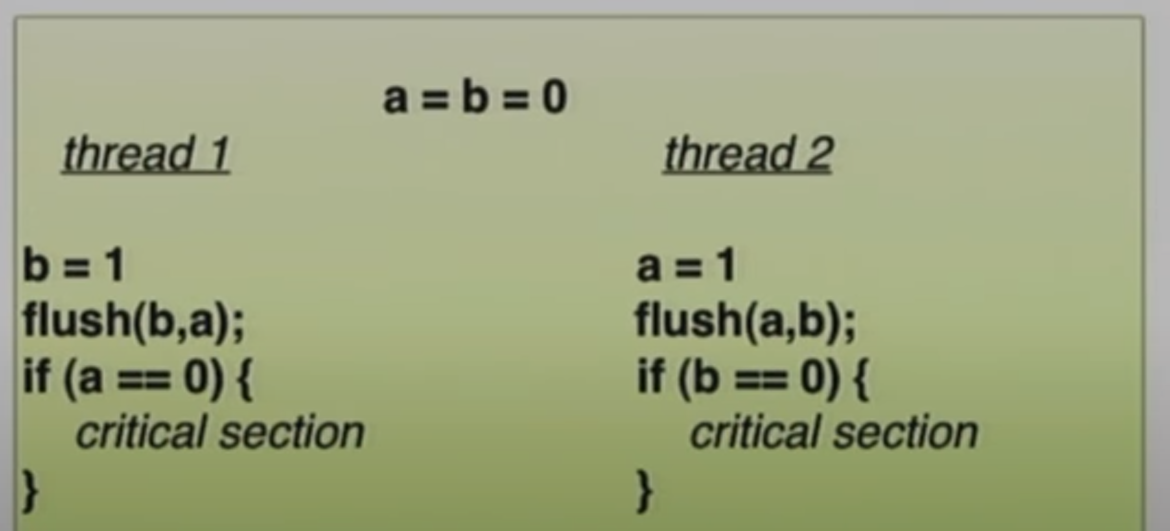 a = b = 0
thread 1 thread 2
b = 1 a = 1
flush(b,a); flush(a,b);
if (a == 0) { if (b == 0) {
critical section critical section
} }